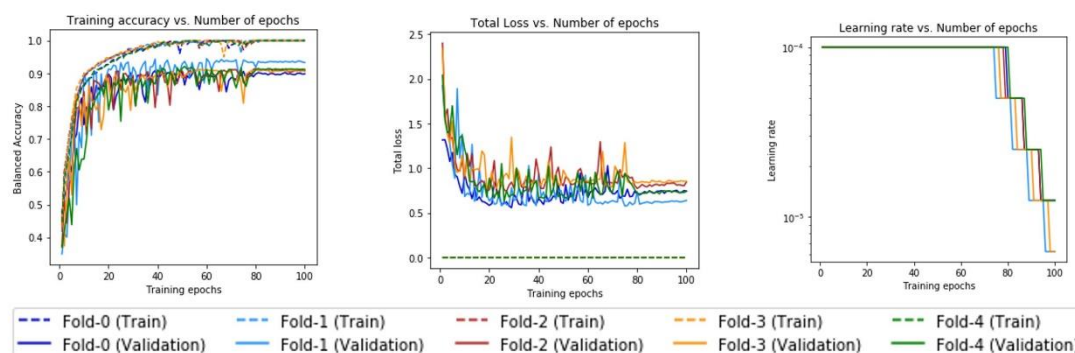 Training accuracy vs. Number of epochs
Balanced Accuracy
1.0
0.9
0.8
0.7
0.6
0.5
0.4
0 20 40 60 80 100
Training epochs
Total Loss vs. Number of epochs
Total loss
2.5
2.0
1.5
1.0
0.5
0.0
0 20 40 60 80 100
Training epochs
Learning rate vs. Number of epochs
Learning rate
10⁻⁴
10⁻⁵
0 20 40 60 80 100
Training epochs
Fold-0 (Train) Fold-1 (Train) Fold-2 (Train) Fold-3 (Train) Fold-4 (Train)
Fold-0 (Validation) Fold-1 (Validation) Fold-2 (Validation) Fold-3 (Validation) Fold-4 (Validation)